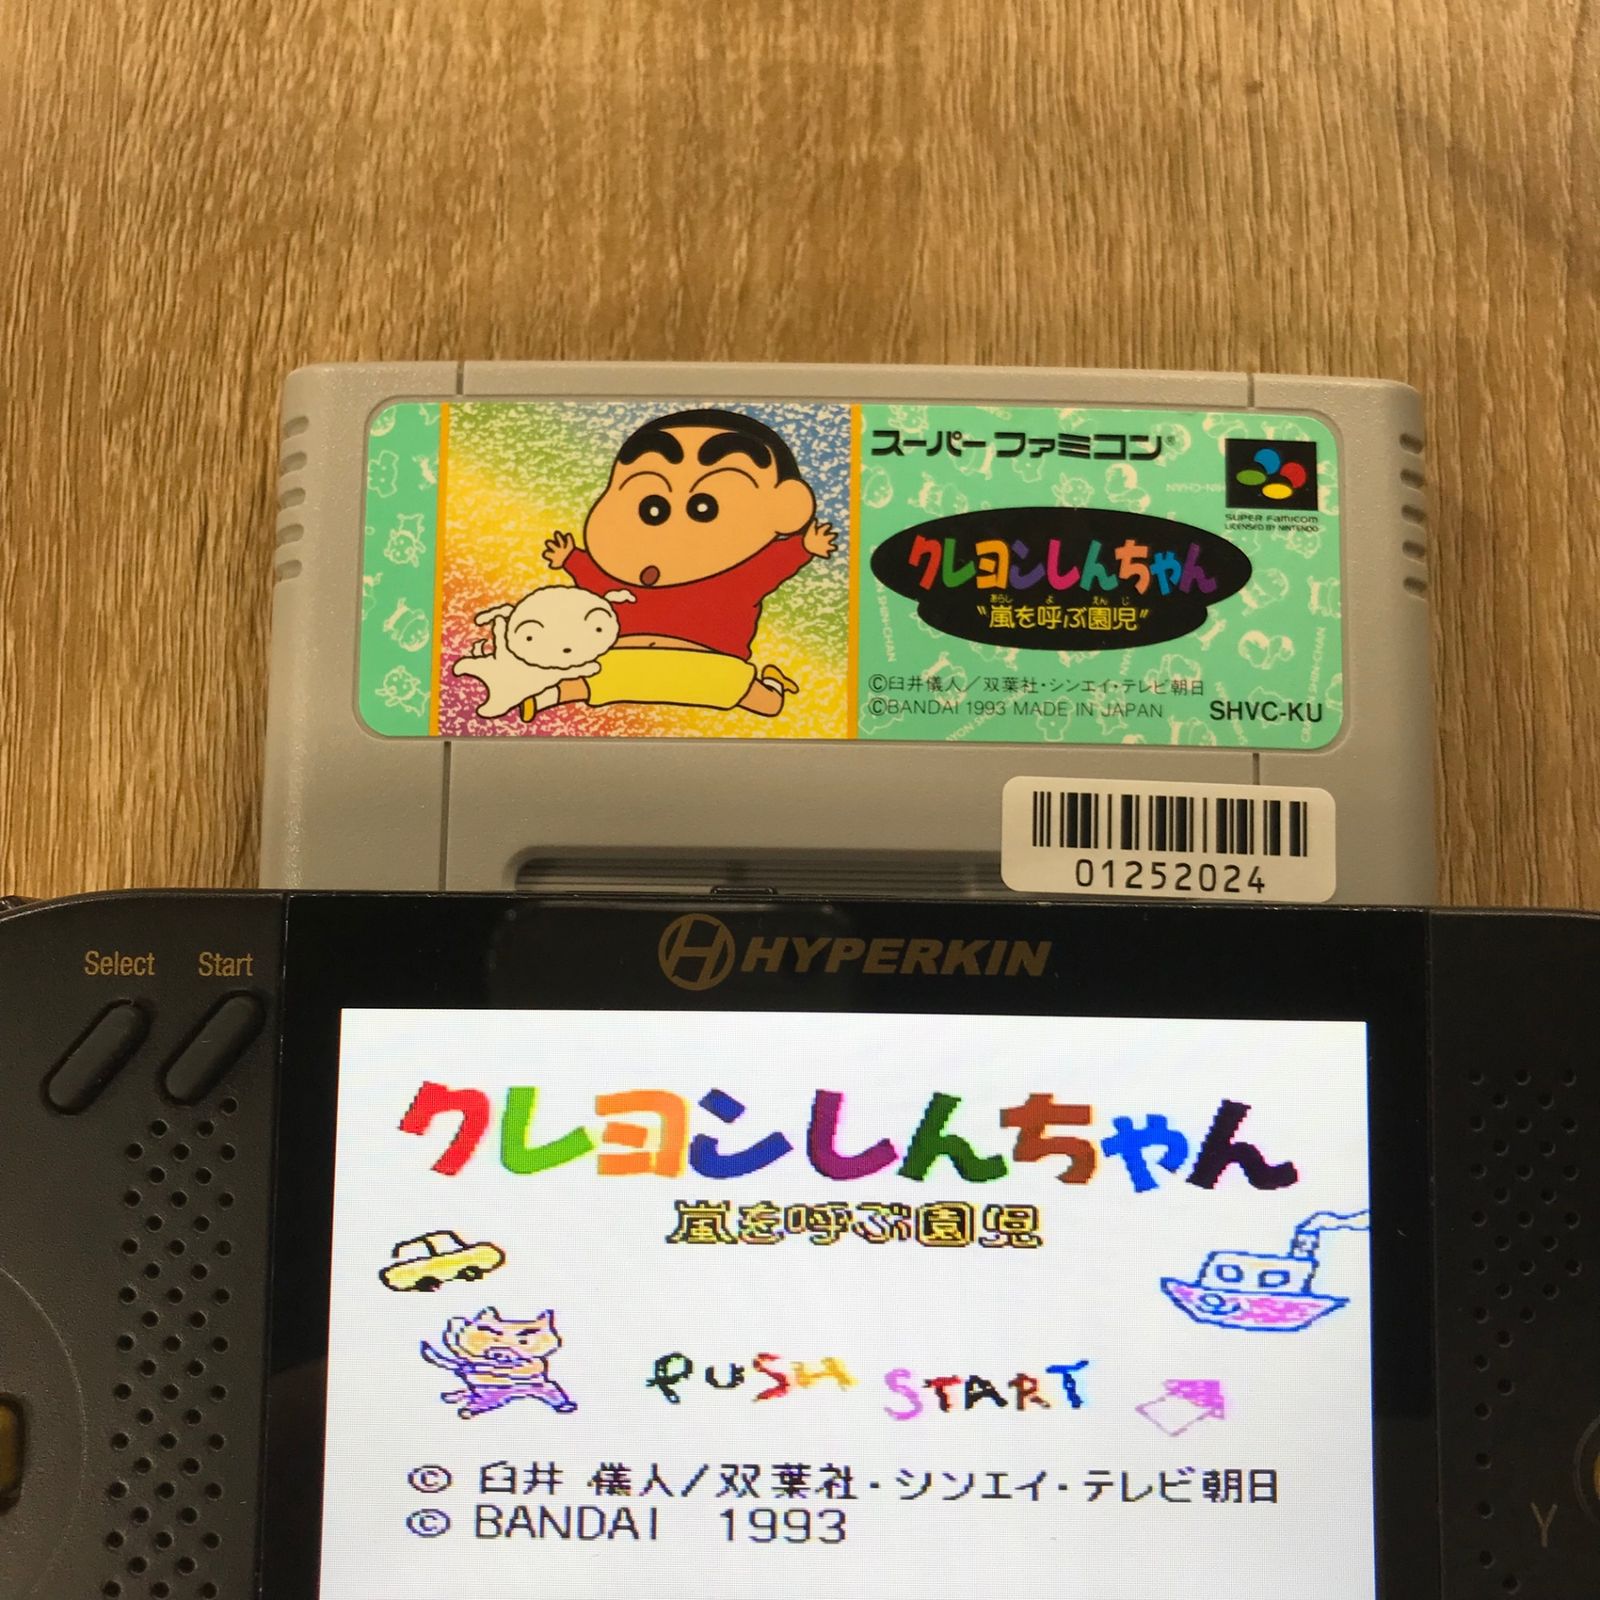 スーパーファミコン®
SUPER FAMICOM
LICENSED BY NINTENDO
クレヨンしんちゃん
あらし よ えんじ
"嵐を呼ぶ園児"
©臼井儀人/双葉社・シンエイ・テレビ朝日
©BANDAI 1993 MADE IN JAPAN
SHVC-KU
01252024
Select
Start
HYPERKIN
クレヨンしんちゃん
嵐を呼ぶ園児
PUSH START
© 臼井 儀人/双葉社・シンエイ・テレビ朝日
© BANDAI 1993
Y